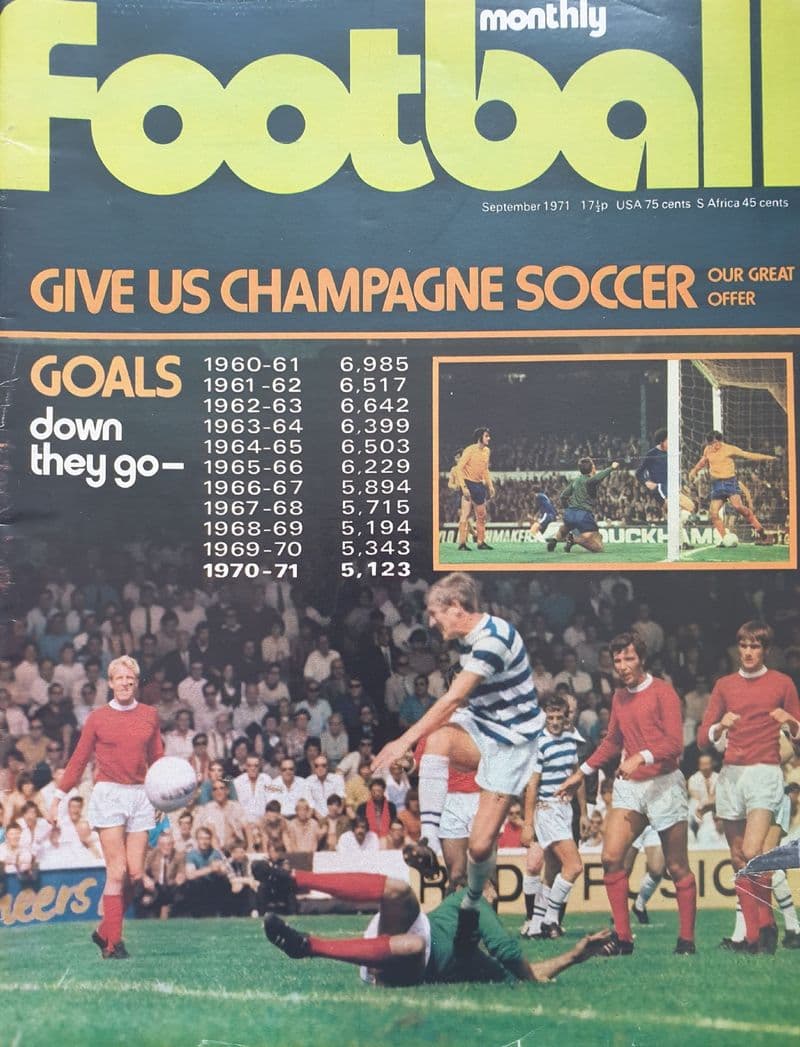 monthly
football
September 1971 17½p USA 75 cents S Africa 45 cents
GIVE US CHAMPAGNE SOCCER
OUR GREAT
OFFER
GOALS
down
they go–
1960-61 6,985
1961-62 6,517
1962-63 6,642
1963-64 6,399
1964-65 6,503
1965-66 6,229
1966-67 5,894
1967-68 5,715
1968-69 5,194
1969-70 5,343
1970-71 5,123
DUCKHAMS